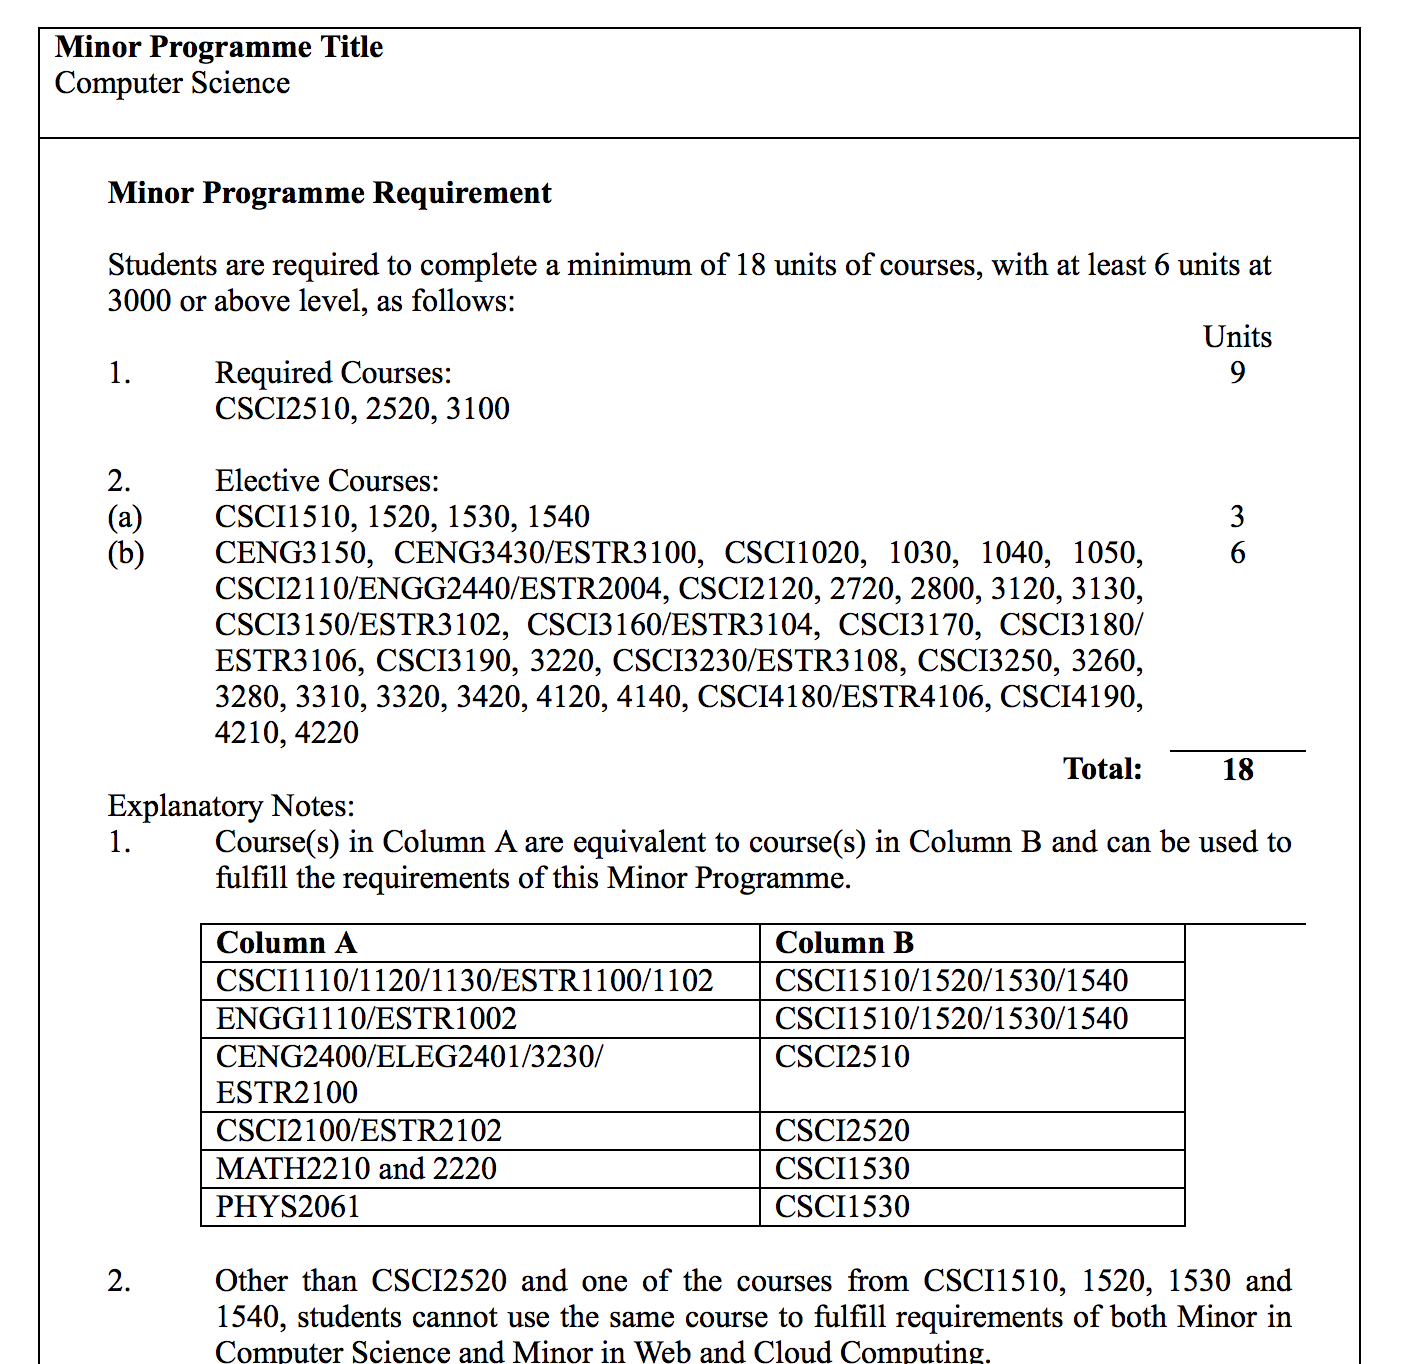 Minor Programme Title
Computer Science
Minor Programme Requirement
Students are required to complete a minimum of 18 units of courses, with at least 6 units at
3000 or above level, as follows:
Units
1. Required Courses: 9
CSCI2510, 2520, 3100
2. Elective Courses:
(a) CSCI1510, 1520, 1530, 1540 3
(b) CENG3150, CENG3430/ESTR3100, CSCI1020, 1030, 1040, 1050, 6
CSCI2110/ENGG2440/ESTR2004, CSCI2120, 2720, 2800, 3120, 3130,
CSCI3150/ESTR3102, CSCI3160/ESTR3104, CSCI3170, CSCI3180/
ESTR3106, CSCI3190, 3220, CSCI3230/ESTR3108, CSCI3250, 3260,
3280, 3310, 3320, 3420, 4120, 4140, CSCI4180/ESTR4106, CSCI4190,
4210, 4220
Total: 18
Explanatory Notes:
1. Course(s) in Column A are equivalent to course(s) in Column B and can be used to
fulfill the requirements of this Minor Programme.
Column A Column B
CSCI1110/1120/1130/ESTR1100/1102 CSCI1510/1520/1530/1540
ENGG1110/ESTR1002 CSCI1510/1520/1530/1540
CENG2400/ELEG2401/3230/ CSCI2510
ESTR2100
CSCI2100/ESTR2102 CSCI2520
MATH2210 and 2220 CSCI1530
PHYS2061 CSCI1530
2. Other than CSCI2520 and one of the courses from CSCI1510, 1520, 1530 and
1540, students cannot use the same course to fulfill requirements of both Minor in
Computer Science and Minor in Web and Cloud Computing.